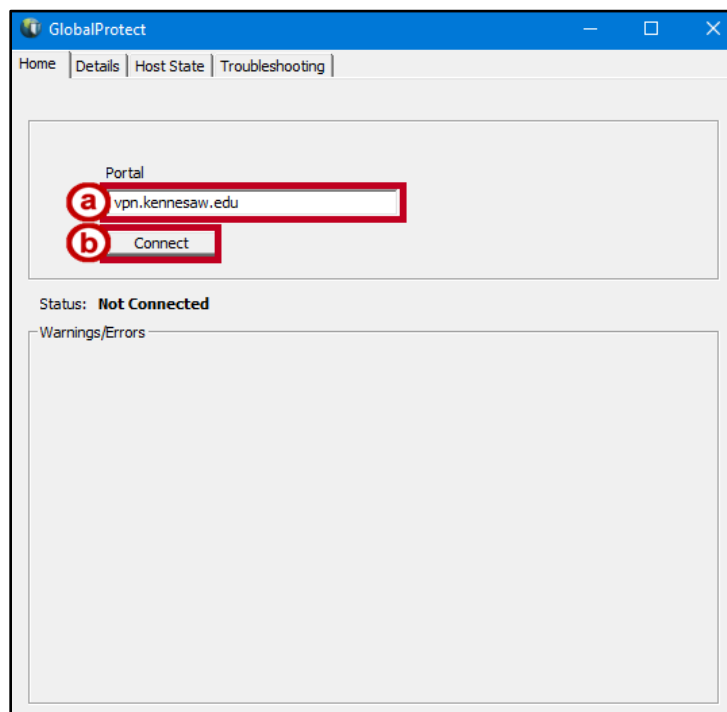 GlobalProtect
Home Details Host State Troubleshooting
Portal
a vpn.kennesaw.edu
b Connect
Status: Not Connected
Warnings/Errors